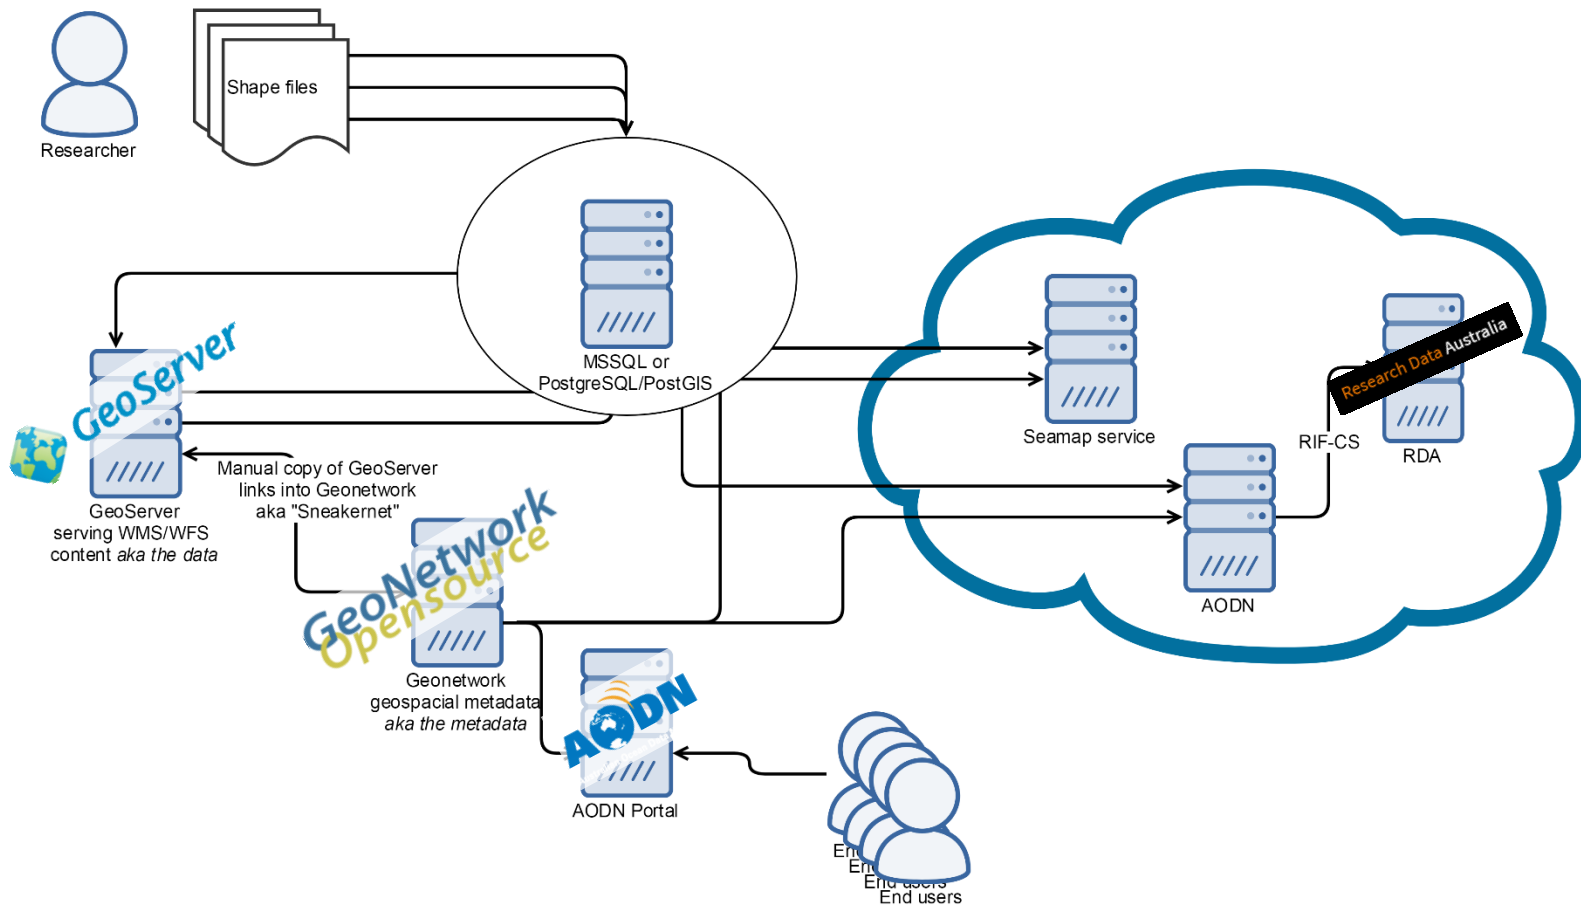 Shape files
Researcher
MSSQL or
PostgreSQL/PostGIS
GeoServer
GeoServer
serving WMS/WFS
content aka the data
Manual copy of GeoServer
links into Geonetwork
aka "Sneakernet"
GeoNetwork
Opensource
Geonetwork
geospacial metadata
aka the metadata
AODN
AODN Portal
Seamap service
Research Data Australia
RIF-CS
RDA
AODN
End users
End users